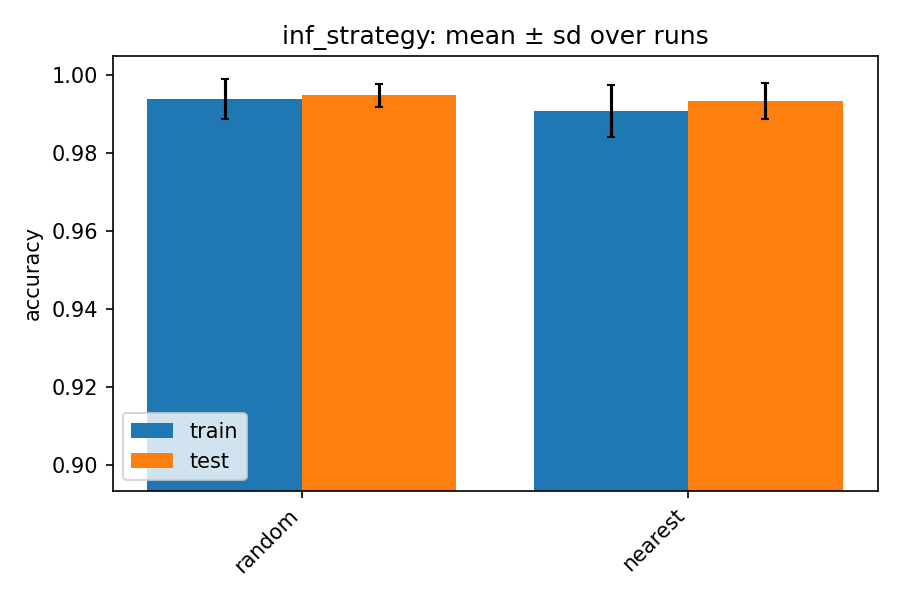 inf_strategy: mean ± sd over runs
accuracy
1.00
0.98
0.96
0.94
0.92
0.90
train
test
random
nearest